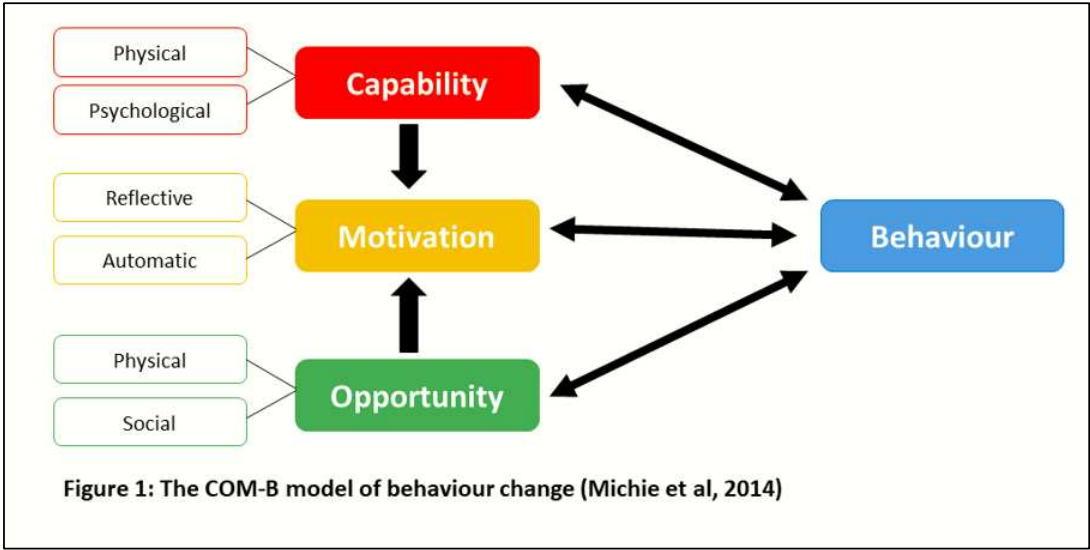 Physical
Capability
Psychological
Reflective
Motivation
Behaviour
Automatic
Physical
Opportunity
Social
Figure 1: The COM-B model of behaviour change (Michie et al, 2014)